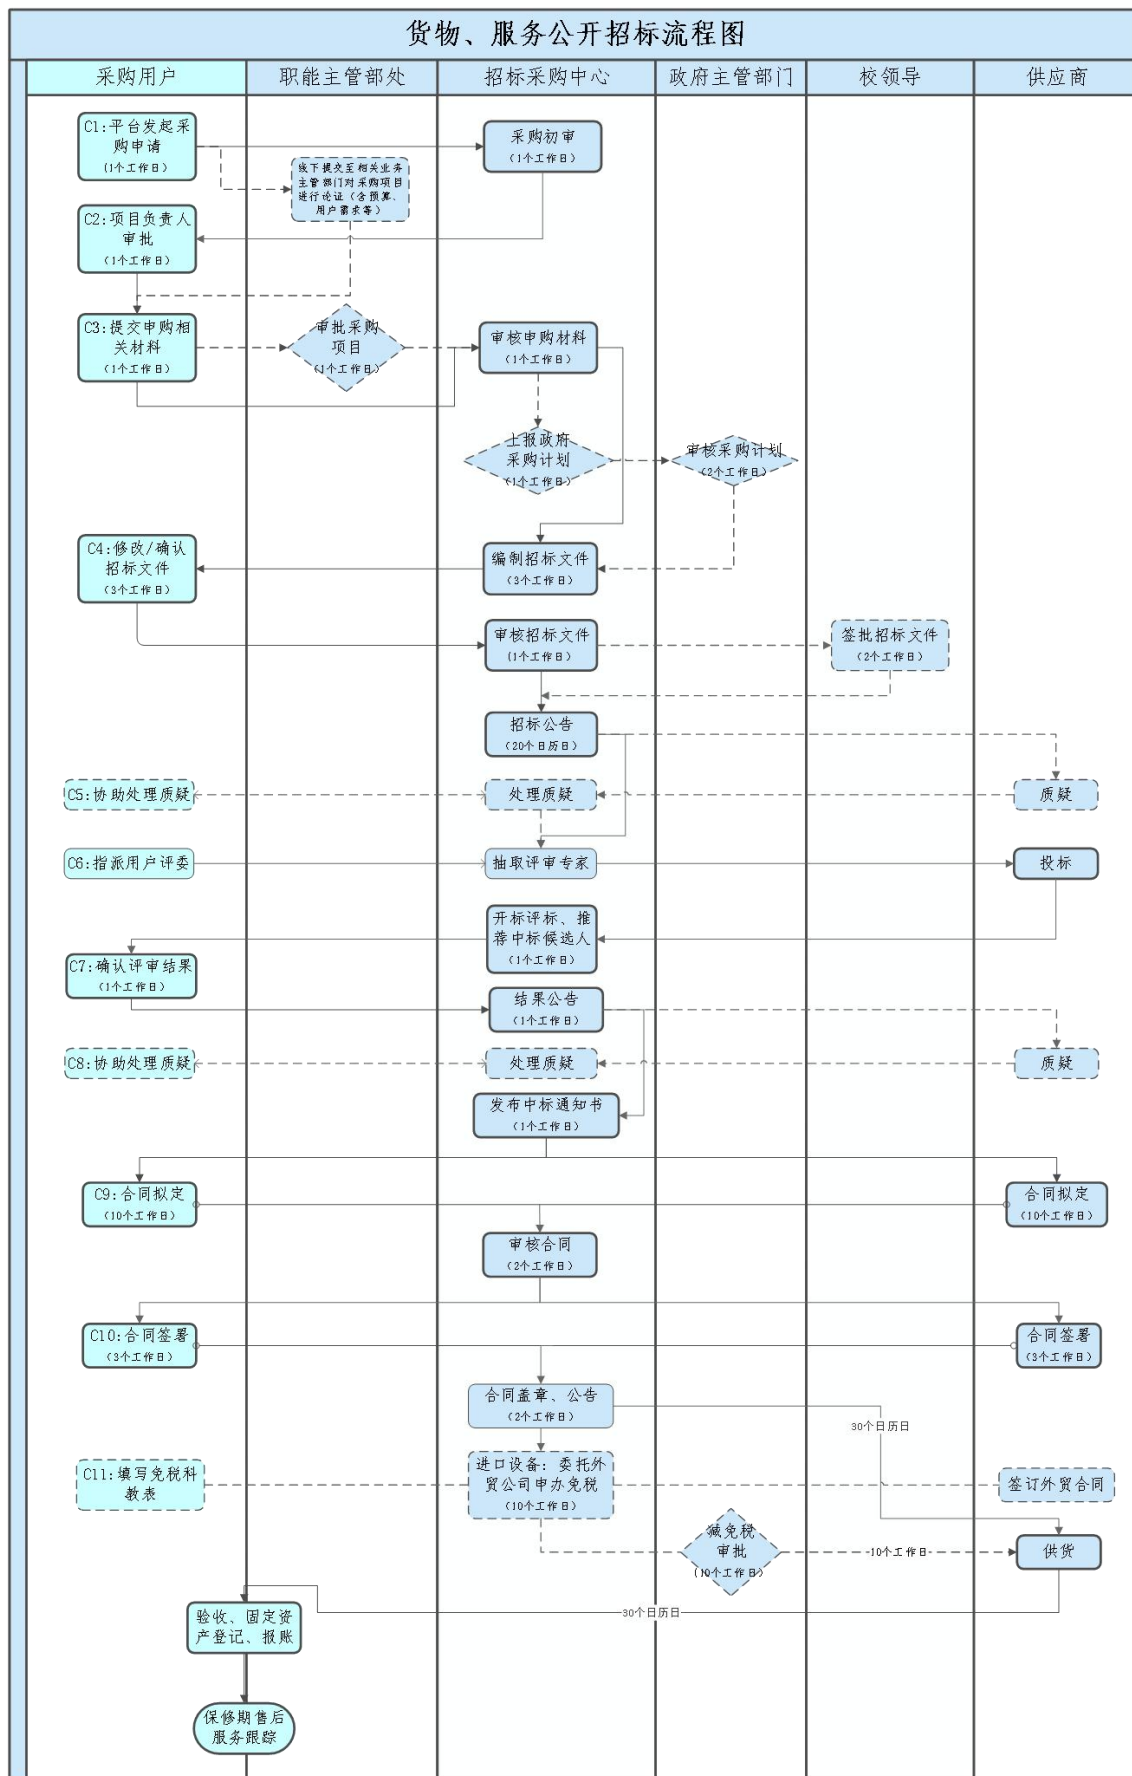 货物、服务公开招标流程图
采购用户
职能主管部处
招标采购中心
政府主管部门
校领导
供应商
C1:平台发起采
购申请
(1个工作日)
采购初审
(1个工作日)
线下提交至相关业务
主管部门对采购项目
进行论证（含预算、
用户需求等）
C2:项目负责人
审批
(1个工作日)
C3:提交申购相
关材料
(1个工作日)
审批采购
项目
(1个工作日)
审核申购材料
(1个工作日)
上报政府
采购计划
(1个工作日)
审核采购计划
(2个工作日)
C4:修改/确认
招标文件
(3个工作日)
编制招标文件
(3个工作日)
审核招标文件
(1个工作日)
签批招标文件
(2个工作日)
招标公告
(20个日历日)
C5:协助处理质疑
处理质疑
质疑
C6:指派用户评委
抽取评审专家
投标
开标评标、推
荐中标候选人
(1个工作日)
C7:确认评审结果
(1个工作日)
结果公告
(1个工作日)
C8:协助处理质疑
处理质疑
质疑
发布中标通知书
(1个工作日)
C9:合同拟定
(10个工作日)
合同拟定
(10个工作日)
审核合同
(2个工作日)
C10:合同签署
(3个工作日)
合同签署
(3个工作日)
合同盖章、公告
(2个工作日)
30个日历日
C11:填写免税科
教表
进口设备：委托外
贸公司申办免税
(10个工作日)
签订外贸合同
减免税
审批
(10个工作日)
10个工作日
供货
30个日历日
验收、固定资
产登记、报账
保修期售后
服务跟踪